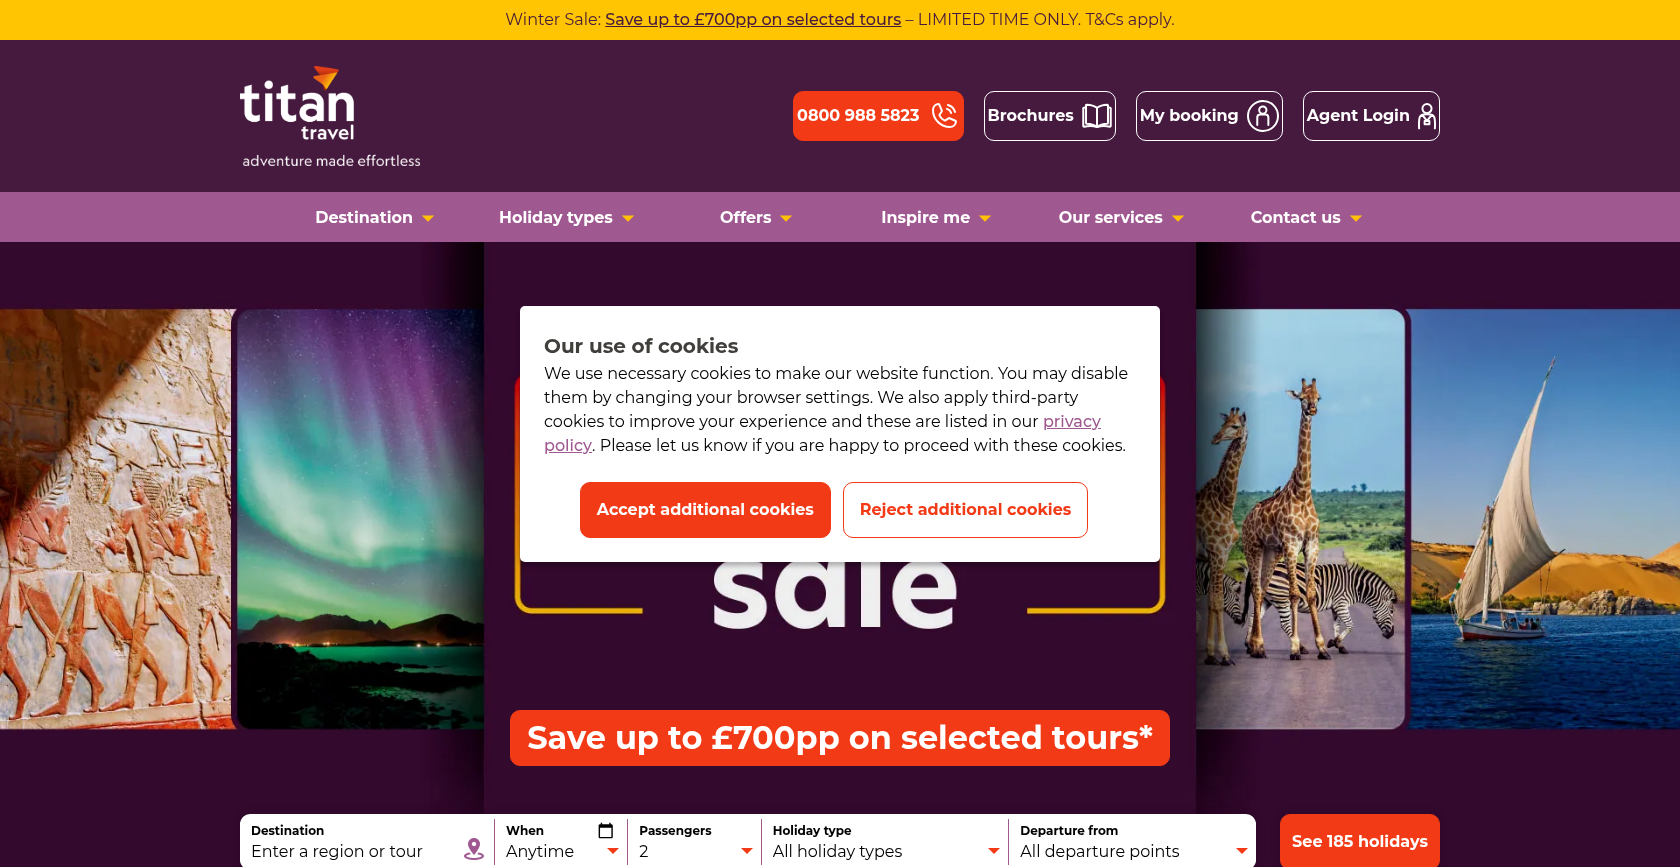 Winter Sale: Save up to £700pp on selected tours – LIMITED TIME ONLY. T&Cs apply.
titan
travel
adventure made effortless
0800 988 5823
Brochures
My booking
Agent Login
Destination
Holiday types
Offers
Inspire me
Our services
Contact us
Our use of cookies
We use necessary cookies to make our website function. You may disable
them by changing your browser settings. We also apply third-party
cookies to improve your experience and these are listed in our privacy
policy. Please let us know if you are happy to proceed with these cookies.
Accept additional cookies
Reject additional cookies
sale
Save up to £700pp on selected tours*
Destination
Enter a region or tour
When
Anytime
Passengers
2
Holiday type
All holiday types
Departure from
All departure points
See 185 holidays